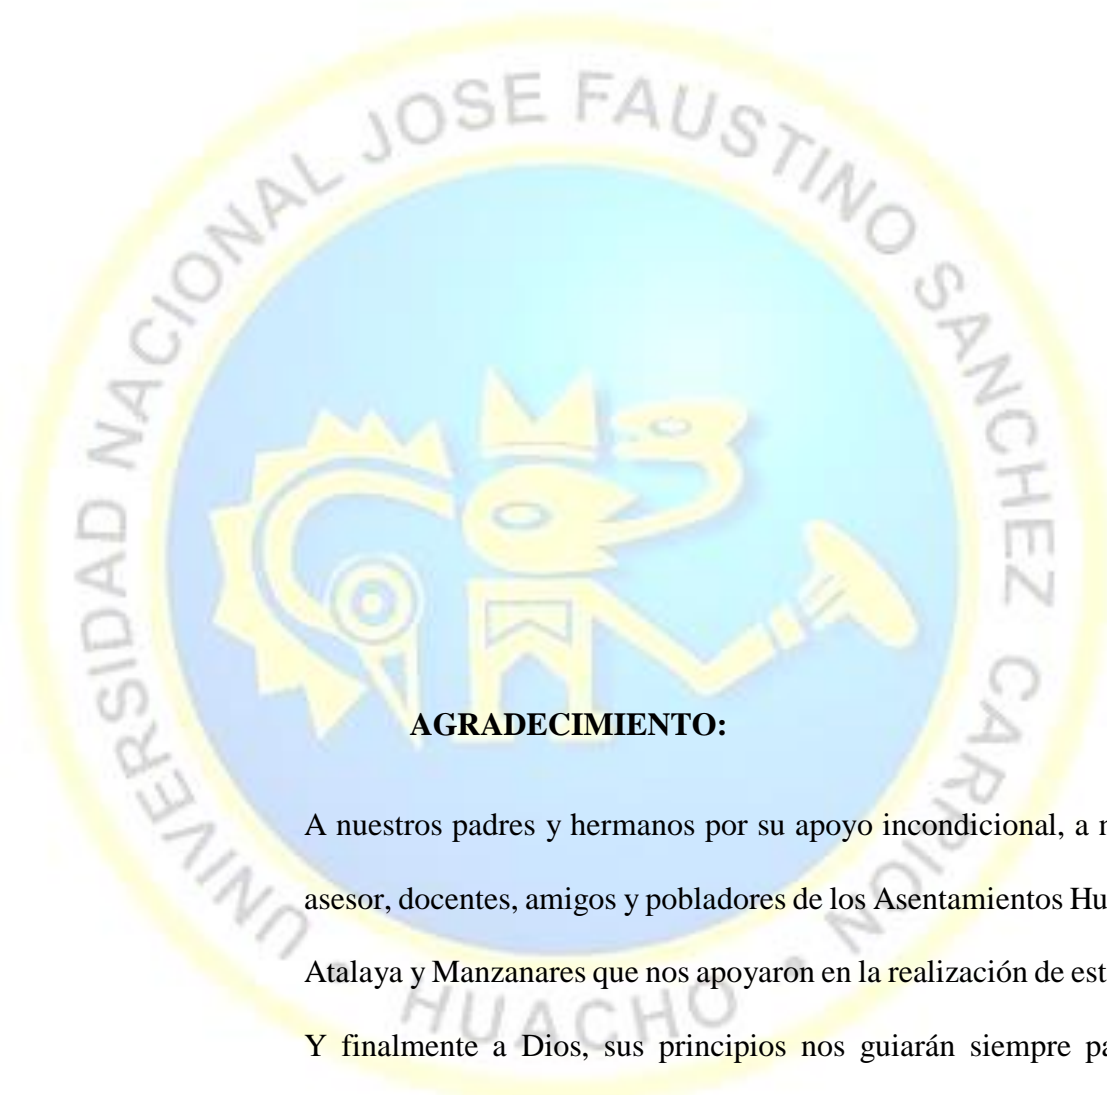 UNIVERSIDAD NACIONAL JOSE FAUSTINO SANCHEZ CARRION • HUACHO •
AGRADECIMIENTO:
A nuestros padres y hermanos por su apoyo incondicional, a
asesor, docentes, amigos y pobladores de los Asentamientos
Atalaya y Manzanares que nos apoyaron en la realización de
Y finalmente a Dios, sus principios nos guiarán siempre